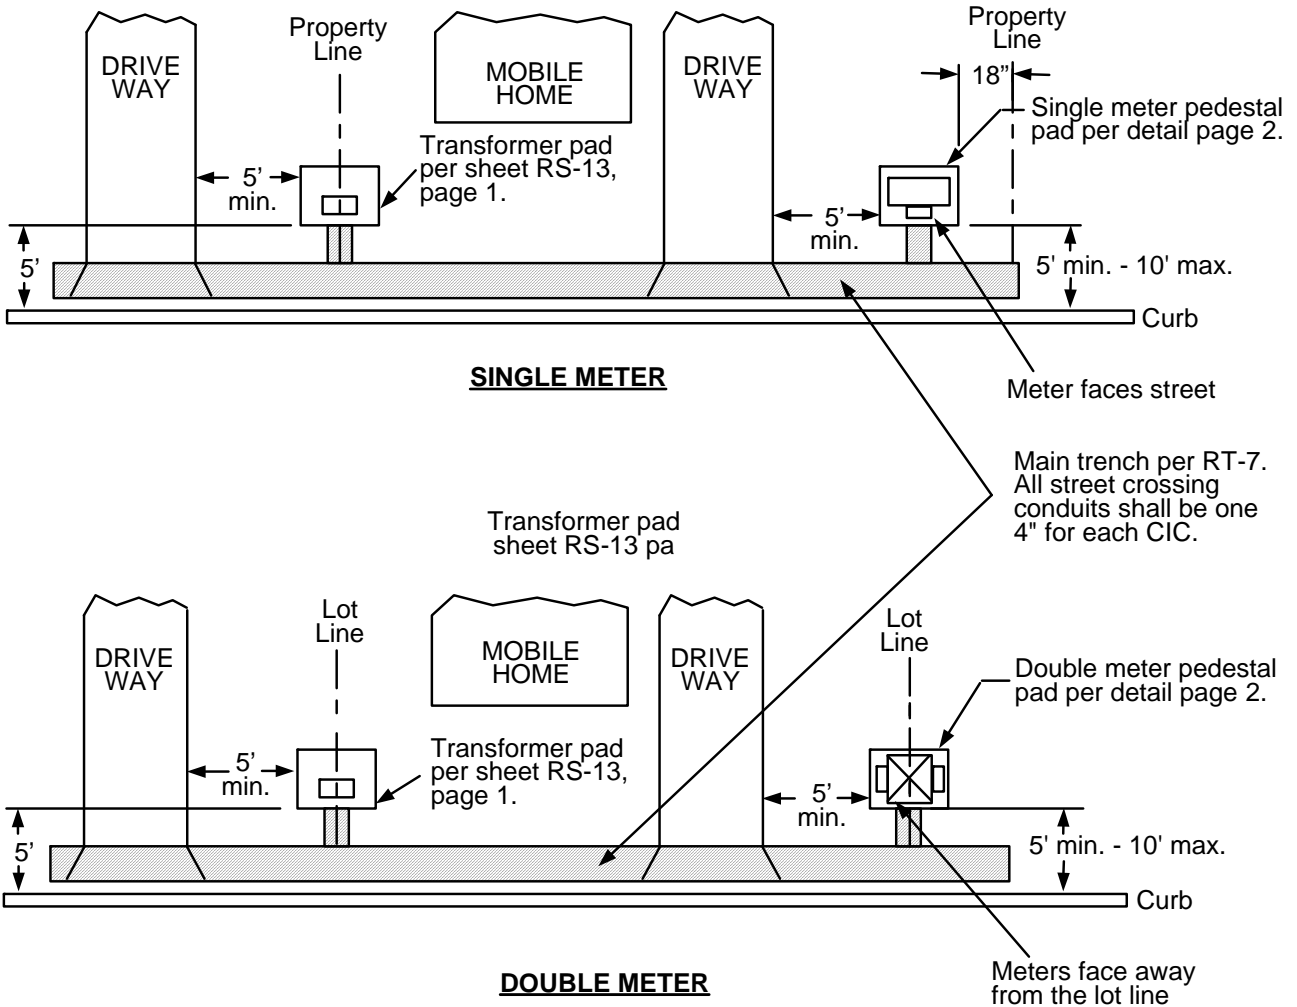 Property
Line
Property
Line
DRIVE
WAY
MOBILE
HOME
DRIVE
WAY
18”
Single meter pedestal
pad per detail page 2.
Transformer pad
per sheet RS-13,
page 1.
5’
min.
5’
min.
5’
5' min. - 10' max.
Curb
SINGLE METER
Meter faces street
Main trench per RT-7.
All street crossing
conduits shall be one
4" for each CIC.
Transformer pad
sheet RS-13 pa
Lot
Line
Lot
Line
DRIVE
WAY
MOBILE
HOME
DRIVE
WAY
Double meter pedestal
pad per detail page 2.
Transformer pad
per sheet RS-13,
page 1.
5’
min.
5’
min.
5’
5' min. - 10' max.
Curb
DOUBLE METER
Meters face away
from the lot line